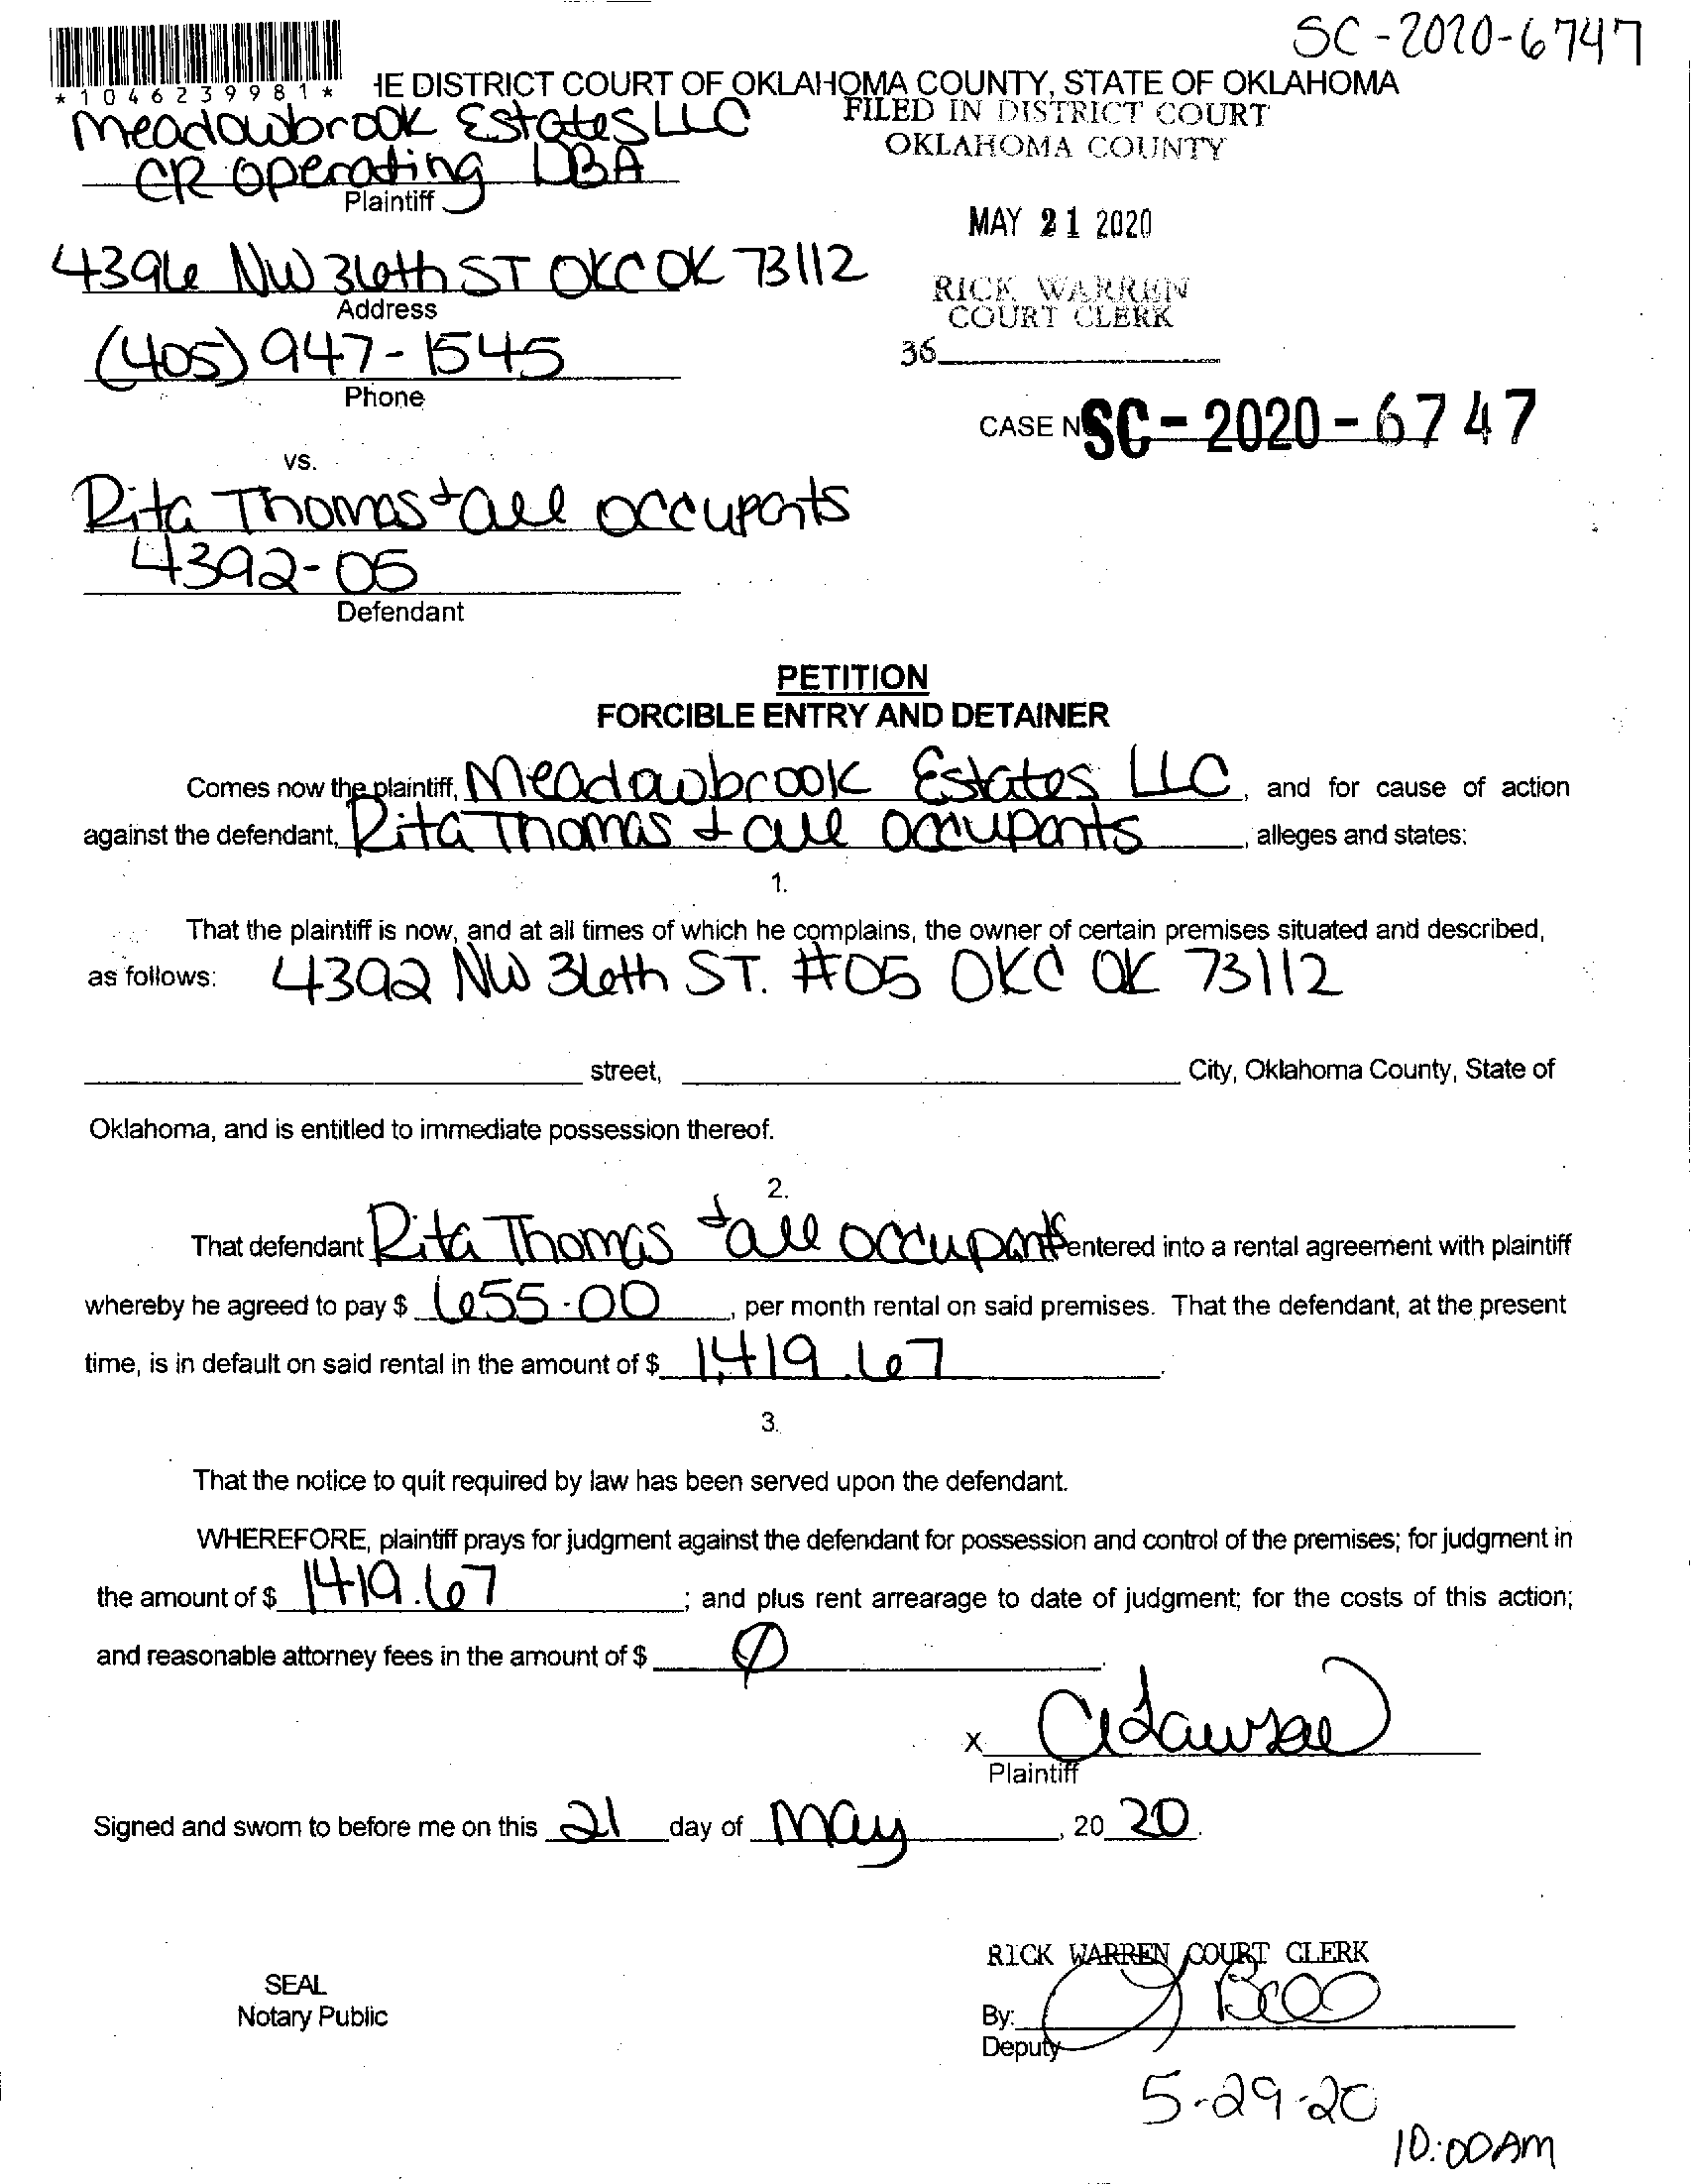 SC-2020-6747
*1046239981*
HE DISTRICT COURT OF OKLAHOMA COUNTY, STATE OF OKLAHOMA
Meadowbrook Estates LLC
FILED IN DISTRICT COURT
OKLAHOMA COUNTY
CR Operating DBA
Plaintiff
MAY 21 2020
4396 NW 36th ST OKC OK 73112
Address
RICK WARREN
COURT CLERK
(405) 947-1545
36
Phone
CASE N SC-2020-6747
vs.
Rita Thomas + all occupants
4392-05
Defendant
PETITION
FORCIBLE ENTRY AND DETAINER
Comes now the plaintiff, Meadowbrook Estates LLC, and for cause of action
against the defendant, Rita Thomas + all occupants, alleges and states:
1.
That the plaintiff is now, and at all times of which he complains, the owner of certain premises situated and described,
as follows: 4392 NW 36th ST. #05 OKC OK 73112
street, City, Oklahoma County, State of
Oklahoma, and is entitled to immediate possession thereof.
2.
That defendant Rita Thomas + all occupants entered into a rental agreement with plaintiff
whereby he agreed to pay $ 655.00, per month rental on said premises. That the defendant, at the present
time, is in default on said rental in the amount of $ 1,419.67.
3.
That the notice to quit required by law has been served upon the defendant.
WHEREFORE, plaintiff prays for judgment against the defendant for possession and control of the premises; for judgment in
the amount of $ 1419.67; and plus rent arrearage to date of judgment; for the costs of this action;
and reasonable attorney fees in the amount of $ Ø.
X
Plaintiff
Signed and sworn to before me on this 21 day of May, 20 20.
RICK WARREN COURT CLERK
SEAL
Notary Public
By:
Deputy
5-29-20
10:00AM